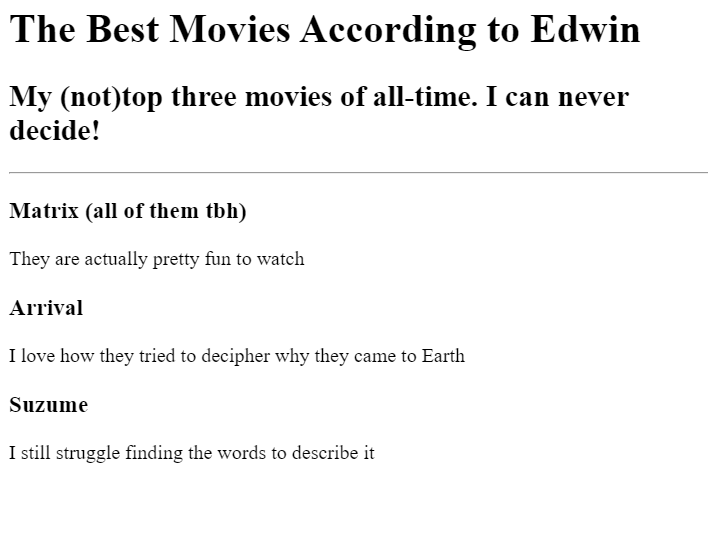 The Best Movies According to Edwin
My (not)top three movies of all-time. I can never
decide!
Matrix (all of them tbh)
They are actually pretty fun to watch
Arrival
I love how they tried to decipher why they came to Earth
Suzume
I still struggle finding the words to describe it